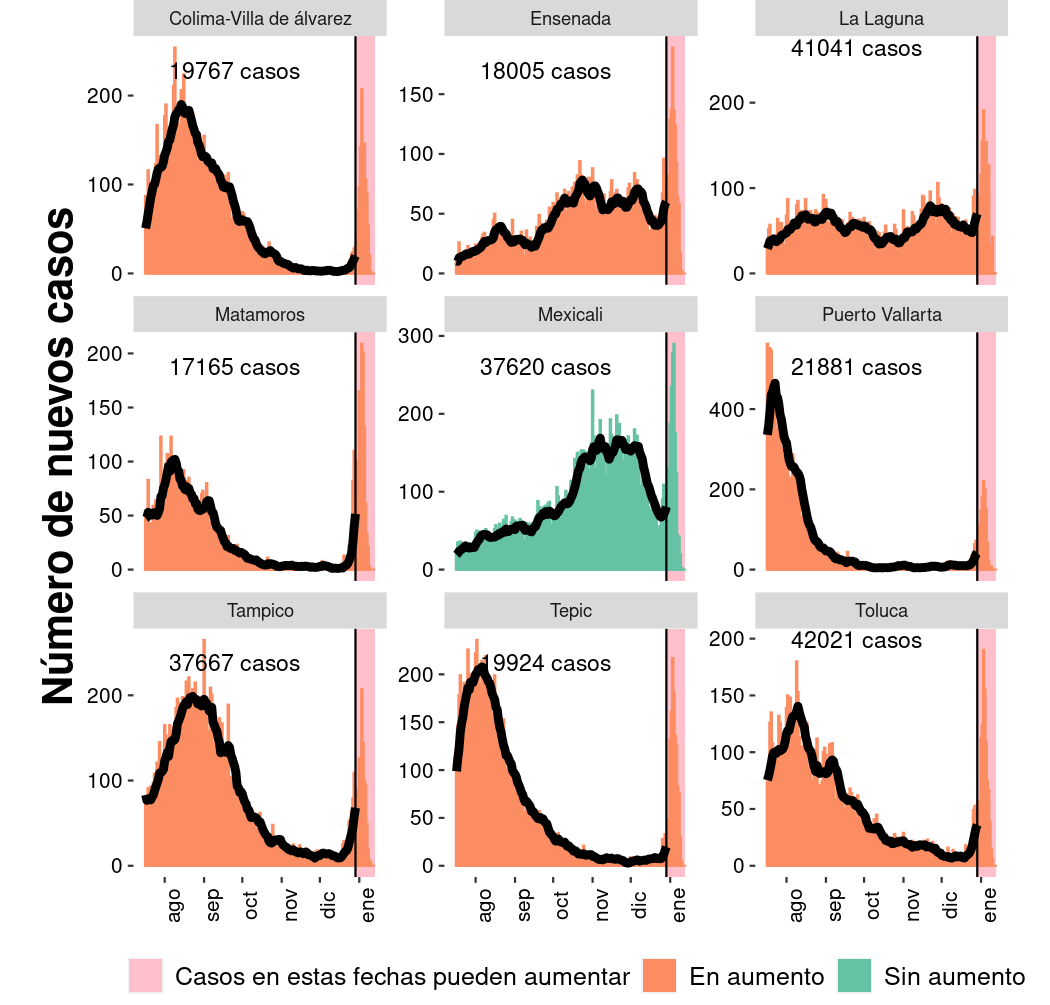 Número de nuevos casos
Colima-Villa de álvarez
Ensenada
La Laguna
19767 casos
18005 casos
41041 casos
200
100
0
150
100
50
0
200
100
0
Matamoros
Mexicali
Puerto Vallarta
17165 casos
37620 casos
21881 casos
200
150
100
50
0
300
200
100
0
400
200
0
Tampico
Tepic
Toluca
37667 casos
19924 casos
42021 casos
200
100
0
200
150
100
50
0
200
150
100
50
0
ago
sep
oct
nov
dic
ene
ago
sep
oct
nov
dic
ene
ago
sep
oct
nov
dic
ene
Casos en estas fechas pueden aumentar
En aumento
Sin aumento